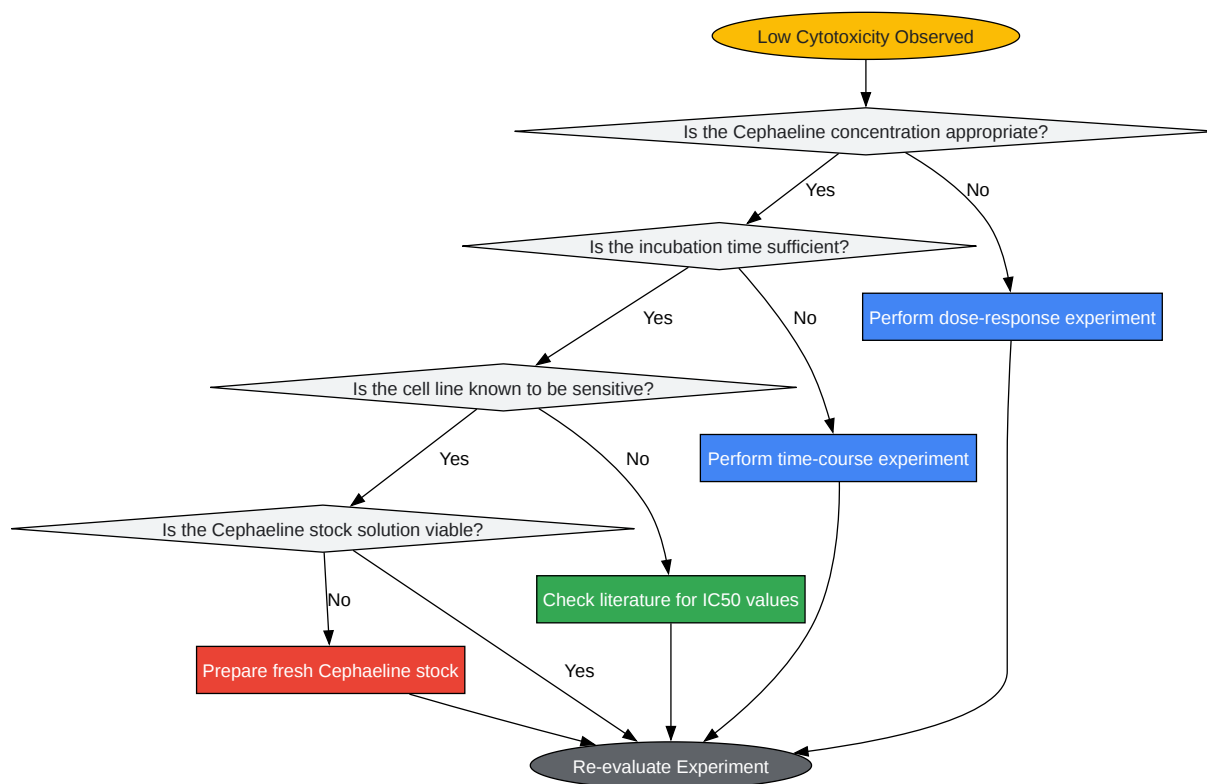 Low Cytotoxicity Observed
Is the Cephaeline concentration appropriate?
Yes
No
Is the incubation time sufficient?
Perform dose-response experiment
Yes
No
Is the cell line known to be sensitive?
Perform time-course experiment
Yes
No
Is the Cephaeline stock solution viable?
Check literature for IC50 values
No
Yes
Prepare fresh Cephaeline stock
Re-evaluate Experiment